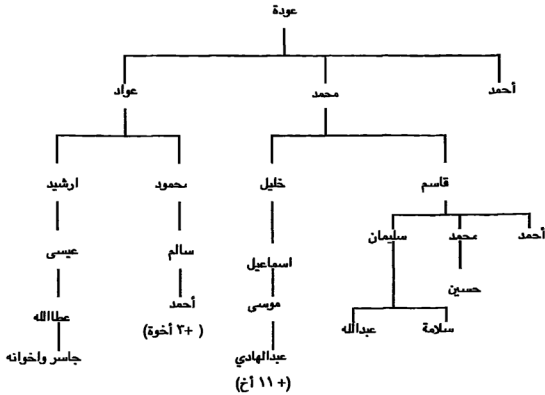 عودة
أحمد
محمد
عواد
قاسم
خليل
محمود
ارشيد
أحمد
محمد
سليمان
اسماعيل
سالم
عيسى
حسين
موسى
أحمد
عطاالله
سلامة
عبدالله
(+٣ أخوة)
عبدالهادي
جاسر واخوانه
(+ ١١ أخ)